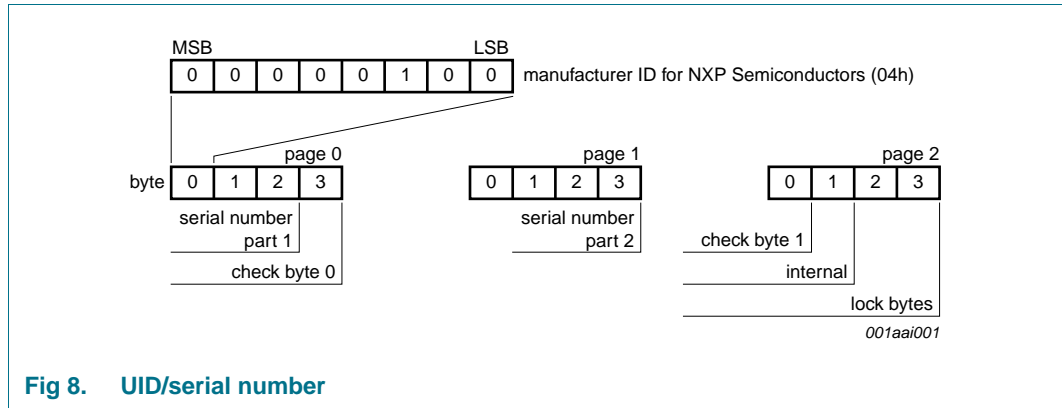 MSB LSB
0 0 0 0 0 1 0 0 manufacturer ID for NXP Semiconductors (04h)
page 0 page 1 page 2
byte 0 1 2 3 0 1 2 3 0 1 2 3
serial number serial number
part 1 part 2 check byte 1
check byte 0 internal
lock bytes
001aai001
Fig 8. UID/serial number